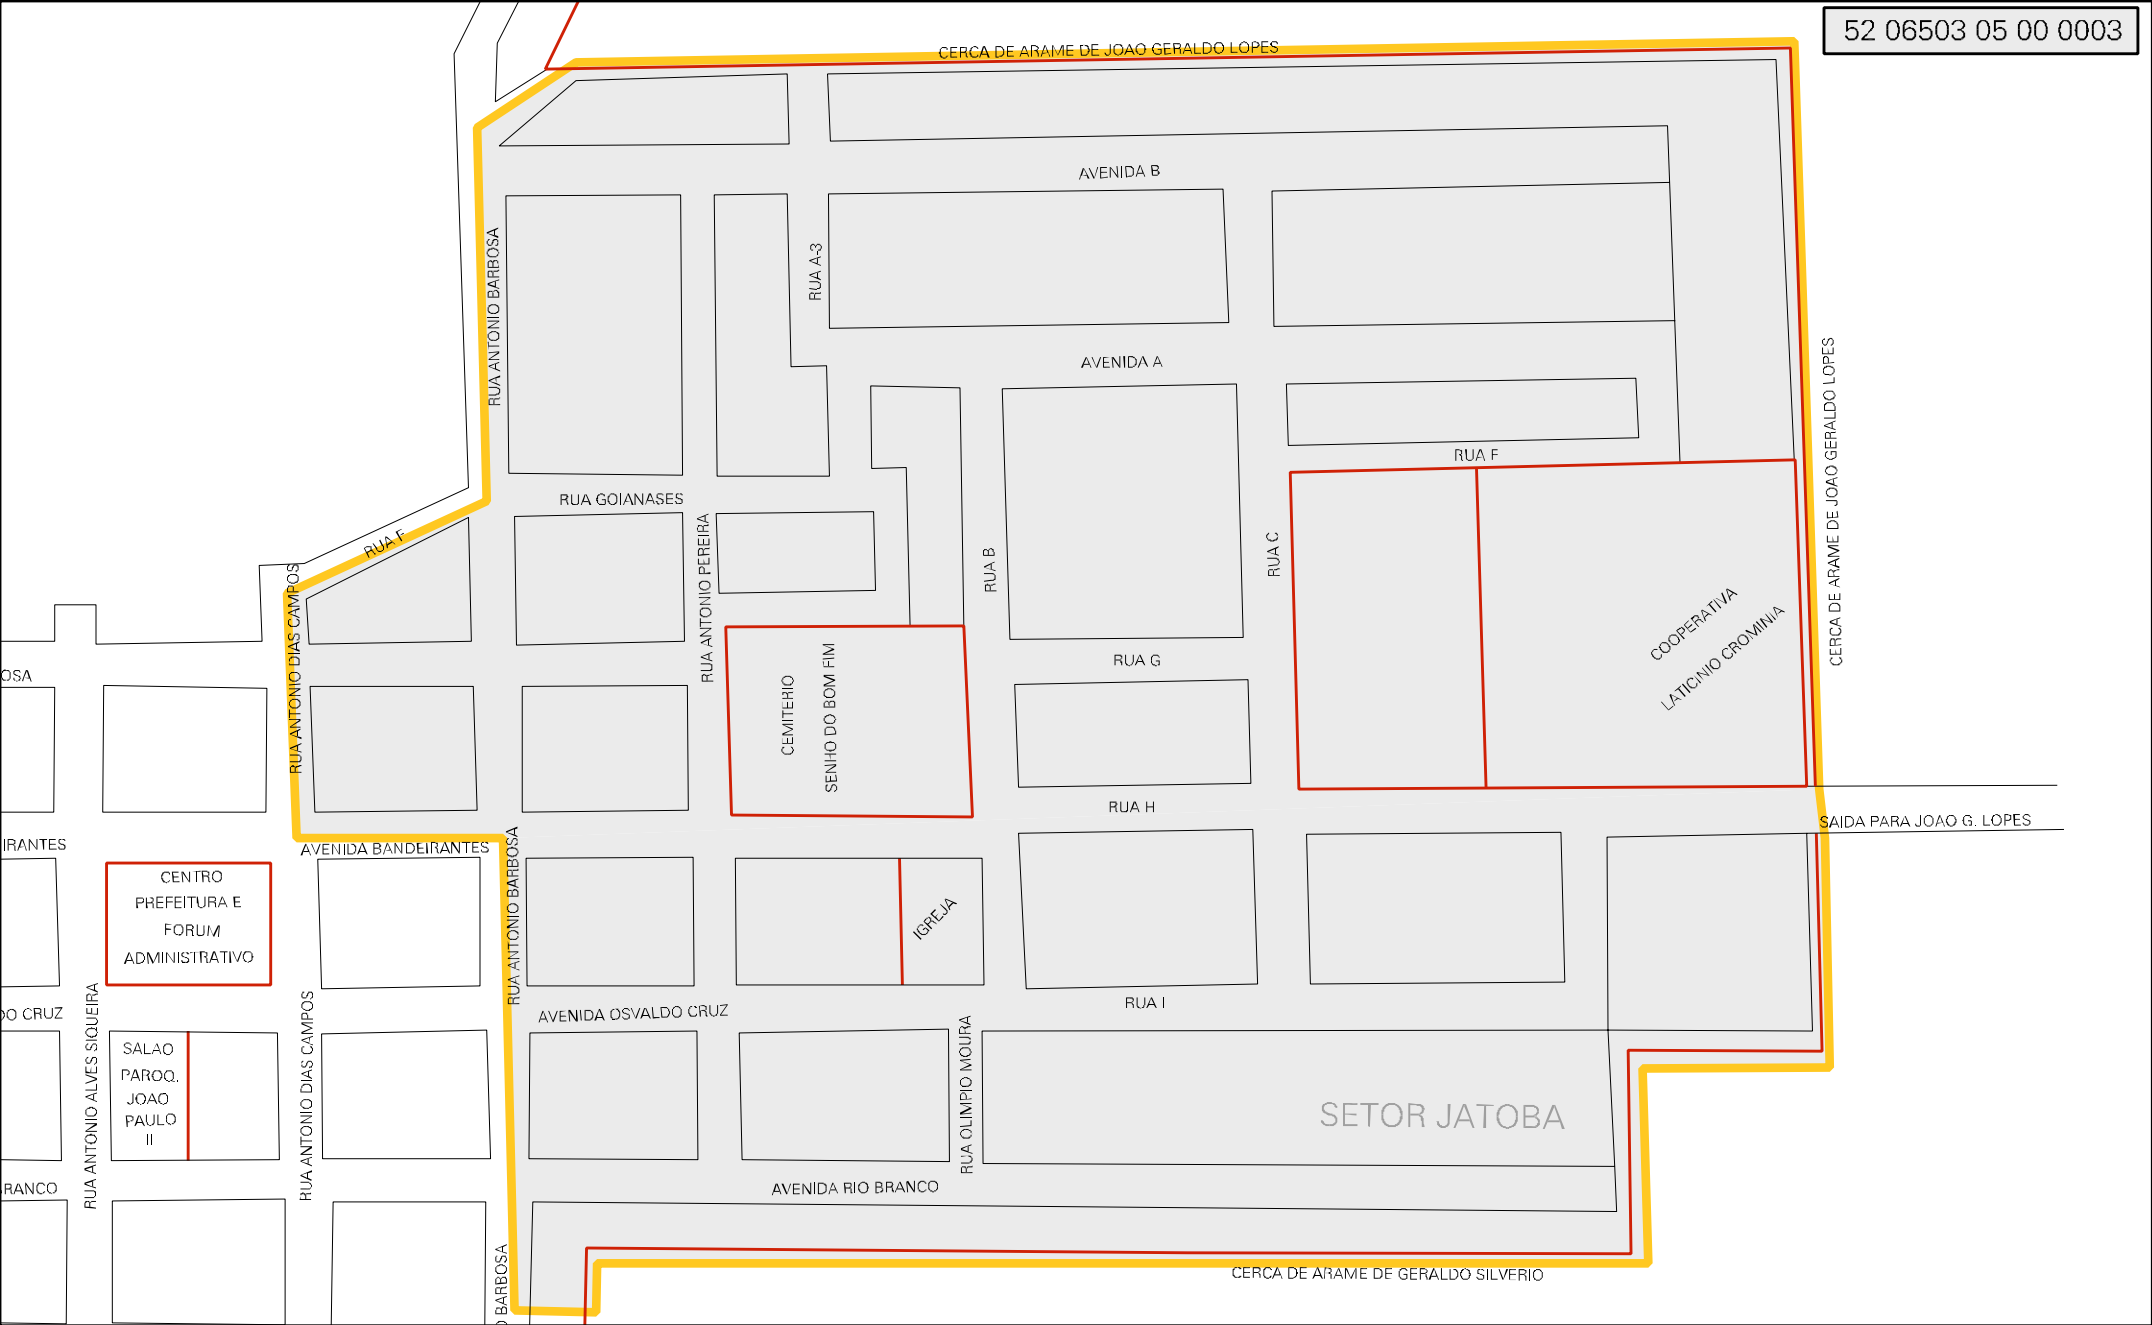 52 06503 05 00 0003
CERCA DE ARAME DE JOAO GERALDO LOPES
AVENIDA B
RUA ANTONIO BARBOSA
RUA A-3
AVENIDA A
CERCA DE ARAME DE JOAO GERALDO LOPES
RUA F
RUA GOIANASES
RUA F
RUA ANTONIO PEREIRA
RUA B
RUA C
RUA ANTONIO DIAS CAMPOS
COOPERATIVA
LATICINIO CROMINIA
RUA G
OSA
CEMITERIO
SENHO DO BOM FIM
RUA H
SAIDA PARA JOAO G. LOPES
IRANTES
AVENIDA BANDEIRANTES
RUA ANTONIO BARBOSA
CENTRO
PREFEITURA E
FORUM
ADMINISTRATIVO
IGREJA
RUA I
DO CRUZ
AVENIDA OSVALDO CRUZ
RUA ANTONIO ALVES SIQUEIRA
RUA ANTONIO DIAS CAMPOS
RUA OLIMPIO MOURA
SALAO
PAROQ.
JOAO
PAULO
II
SETOR JATOBA
RANCO
AVENIDA RIO BRANCO
O BARBOSA
CERCA DE ARAME DE GERALDO SILVERIO